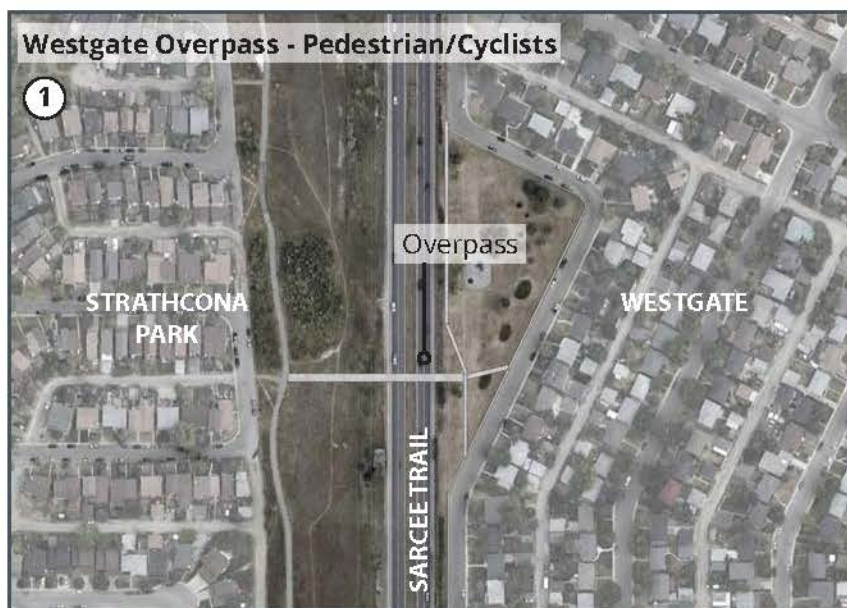 Westgate Overpass - Pedestrian/Cyclists
1
Overpass
STRATHCONA
PARK
WESTGATE
SARCEE TRAIL